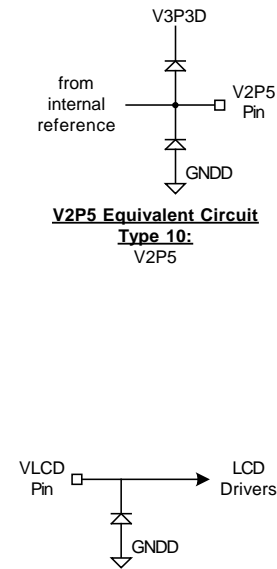 V3P3D
from
internal
reference
V2P5
Pin
GNDD
V2P5 Equivalent Circuit
Type 10:
V2P5
VLCD
Pin
LCD
Drivers
GNDD